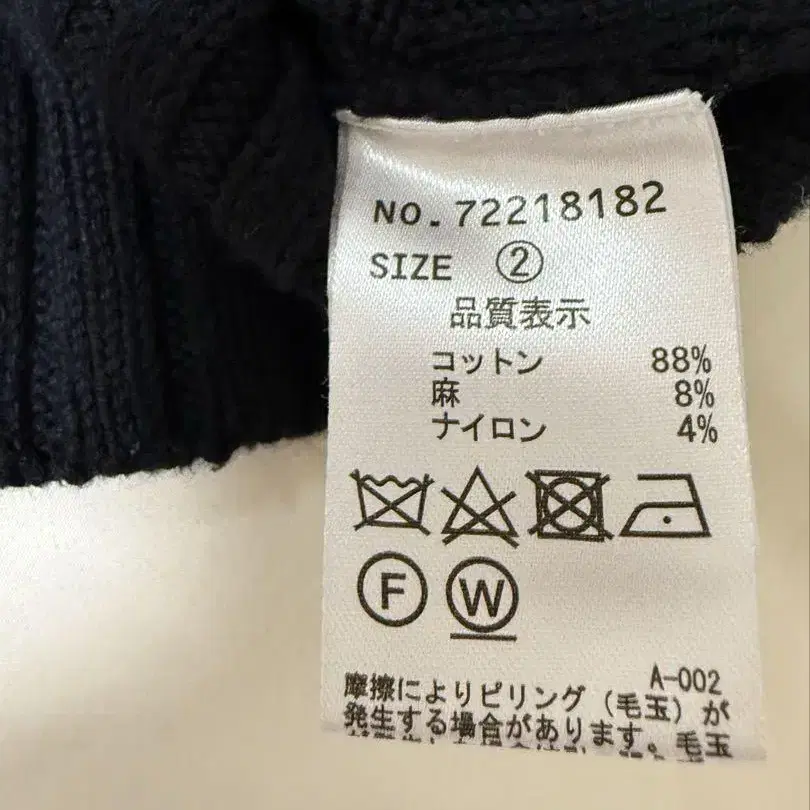 NO.72218182
SIZE ②
品質表示
コットン 88%
麻 8%
ナイロン 4%
F W
A-002
摩擦によりピリング(毛玉)が
発生する場合があります。毛玉